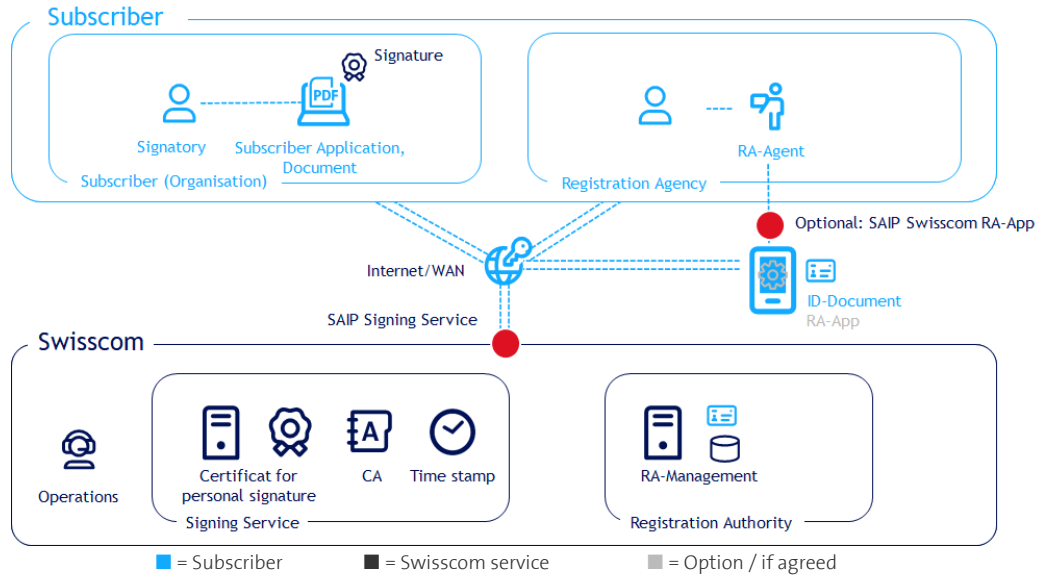 Subscriber
Signature
PDF
Signatory
Subscriber Application,
Document
Subscriber (Organisation)
RA-Agent
Registration Agency
Optional: SAIP Swisscom RA-App
Internet/WAN
ID-Document
RA-App
SAIP Signing Service
Swisscom
Operations
Certificat for
personal signature
A
CA
Time stamp
Signing Service
RA-Management
Registration Authority
= Subscriber
= Swisscom service
= Option / if agreed